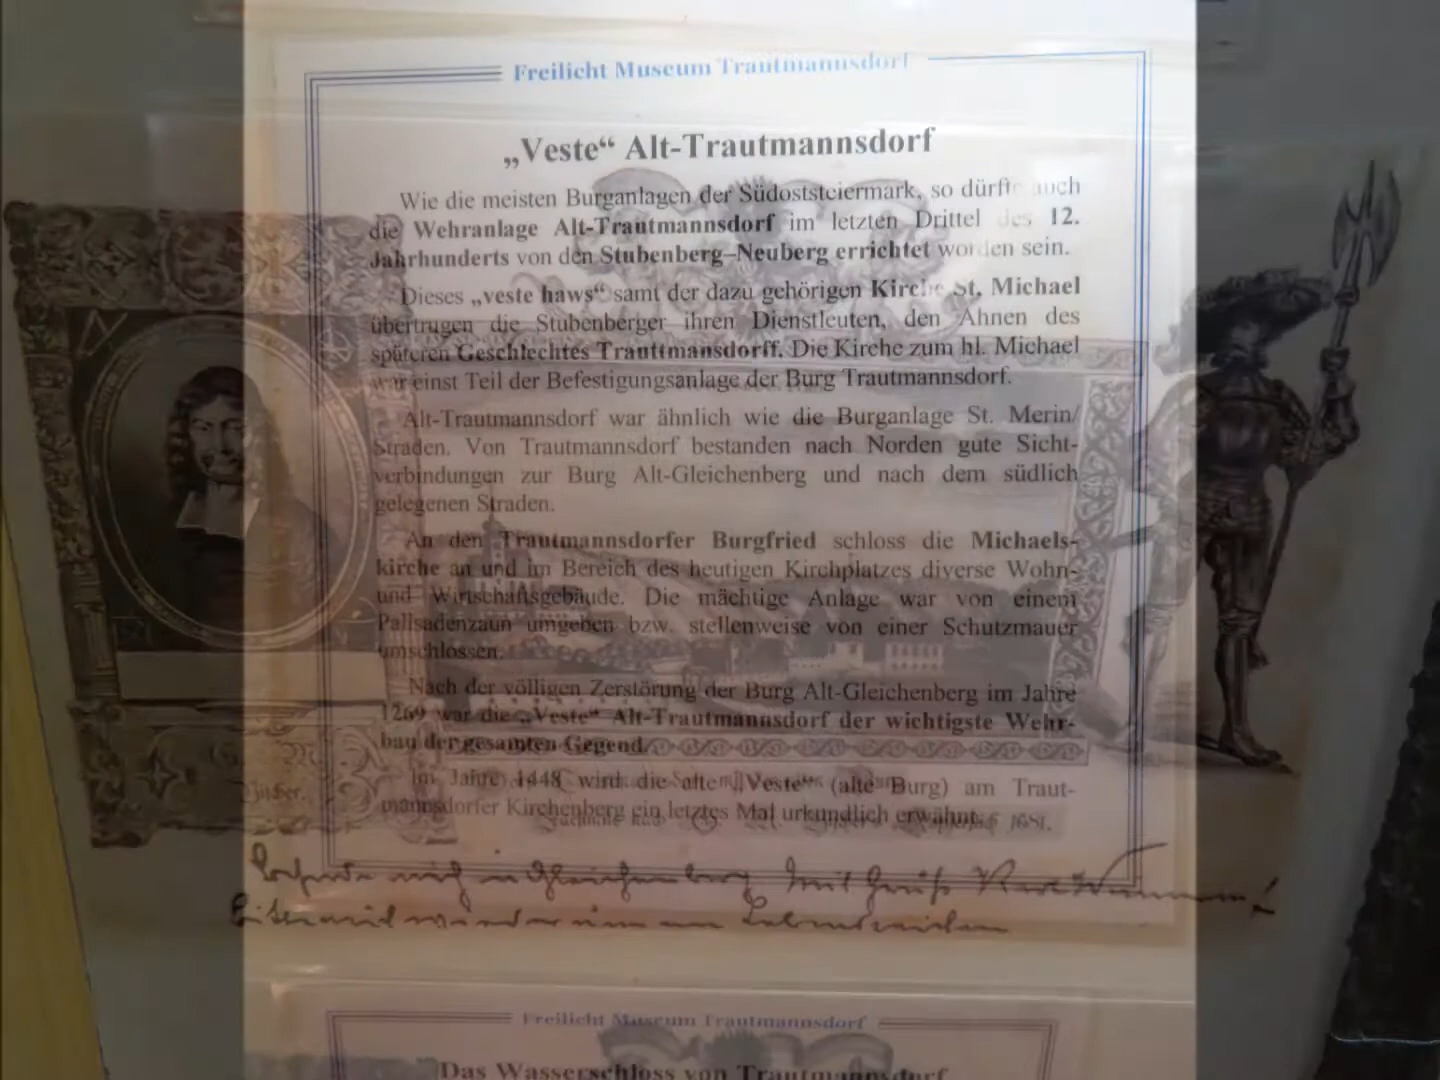 Freilicht Museum Trautmannsdorf
„Veste“ Alt-Trautmannsdorf
Wie die meisten Burganlagen der Südoststeiermark, so dürfte auch
die Wehranlage Alt-Trautmannsdorf im letzten Drittel des 12.
Jahrhunderts von den Stubenberg–Neuberg errichtet worden sein.
Dieses „veste haws“ samt der dazu gehörigen Kirche St. Michael
übertrugen die Stubenberger ihren Dienstleuten, den Ahnen des
späteren Geschlechtes Trauttmansdorff. Die Kirche zum hl. Michael
war einst Teil der Befestigungsanlage der Burg Trautmannsdorf.
Alt-Trautmannsdorf war ähnlich wie die Burganlage St. Merin/
Straden. Von Trautmannsdorf bestanden nach Norden gute Sicht-
verbindungen zur Burg Alt-Gleichenberg und nach dem südlich
gelegenen Straden.
An den Trautmannsdorfer Burgfried schloss die Michaels-
kirche an und im Bereich des heutigen Kirchplatzes diverse Wohn-
und Wirtschaftsgebäude. Die mächtige Anlage war von einem
Palisadenzaun umgeben bzw. stellenweise von einer Schutzmauer
umschlossen.
Nach der völligen Zerstörung der Burg Alt-Gleichenberg im Jahre
1269 war die „Veste“ Alt-Trautmannsdorf der wichtigste Wehr-
bau der gesamten Gegend.
Im Jahre 1448 wird die alte „Veste“ (alte Burg) am Traut-
mannsdorfer Kirchenberg ein letztes Mal urkundlich erwähnt.
Vischer.
1681.
in Gleichenberg Mit Gruß
Freilicht Museum Trautmannsdorf
Das Wasserschloss von Trautmannsdorf